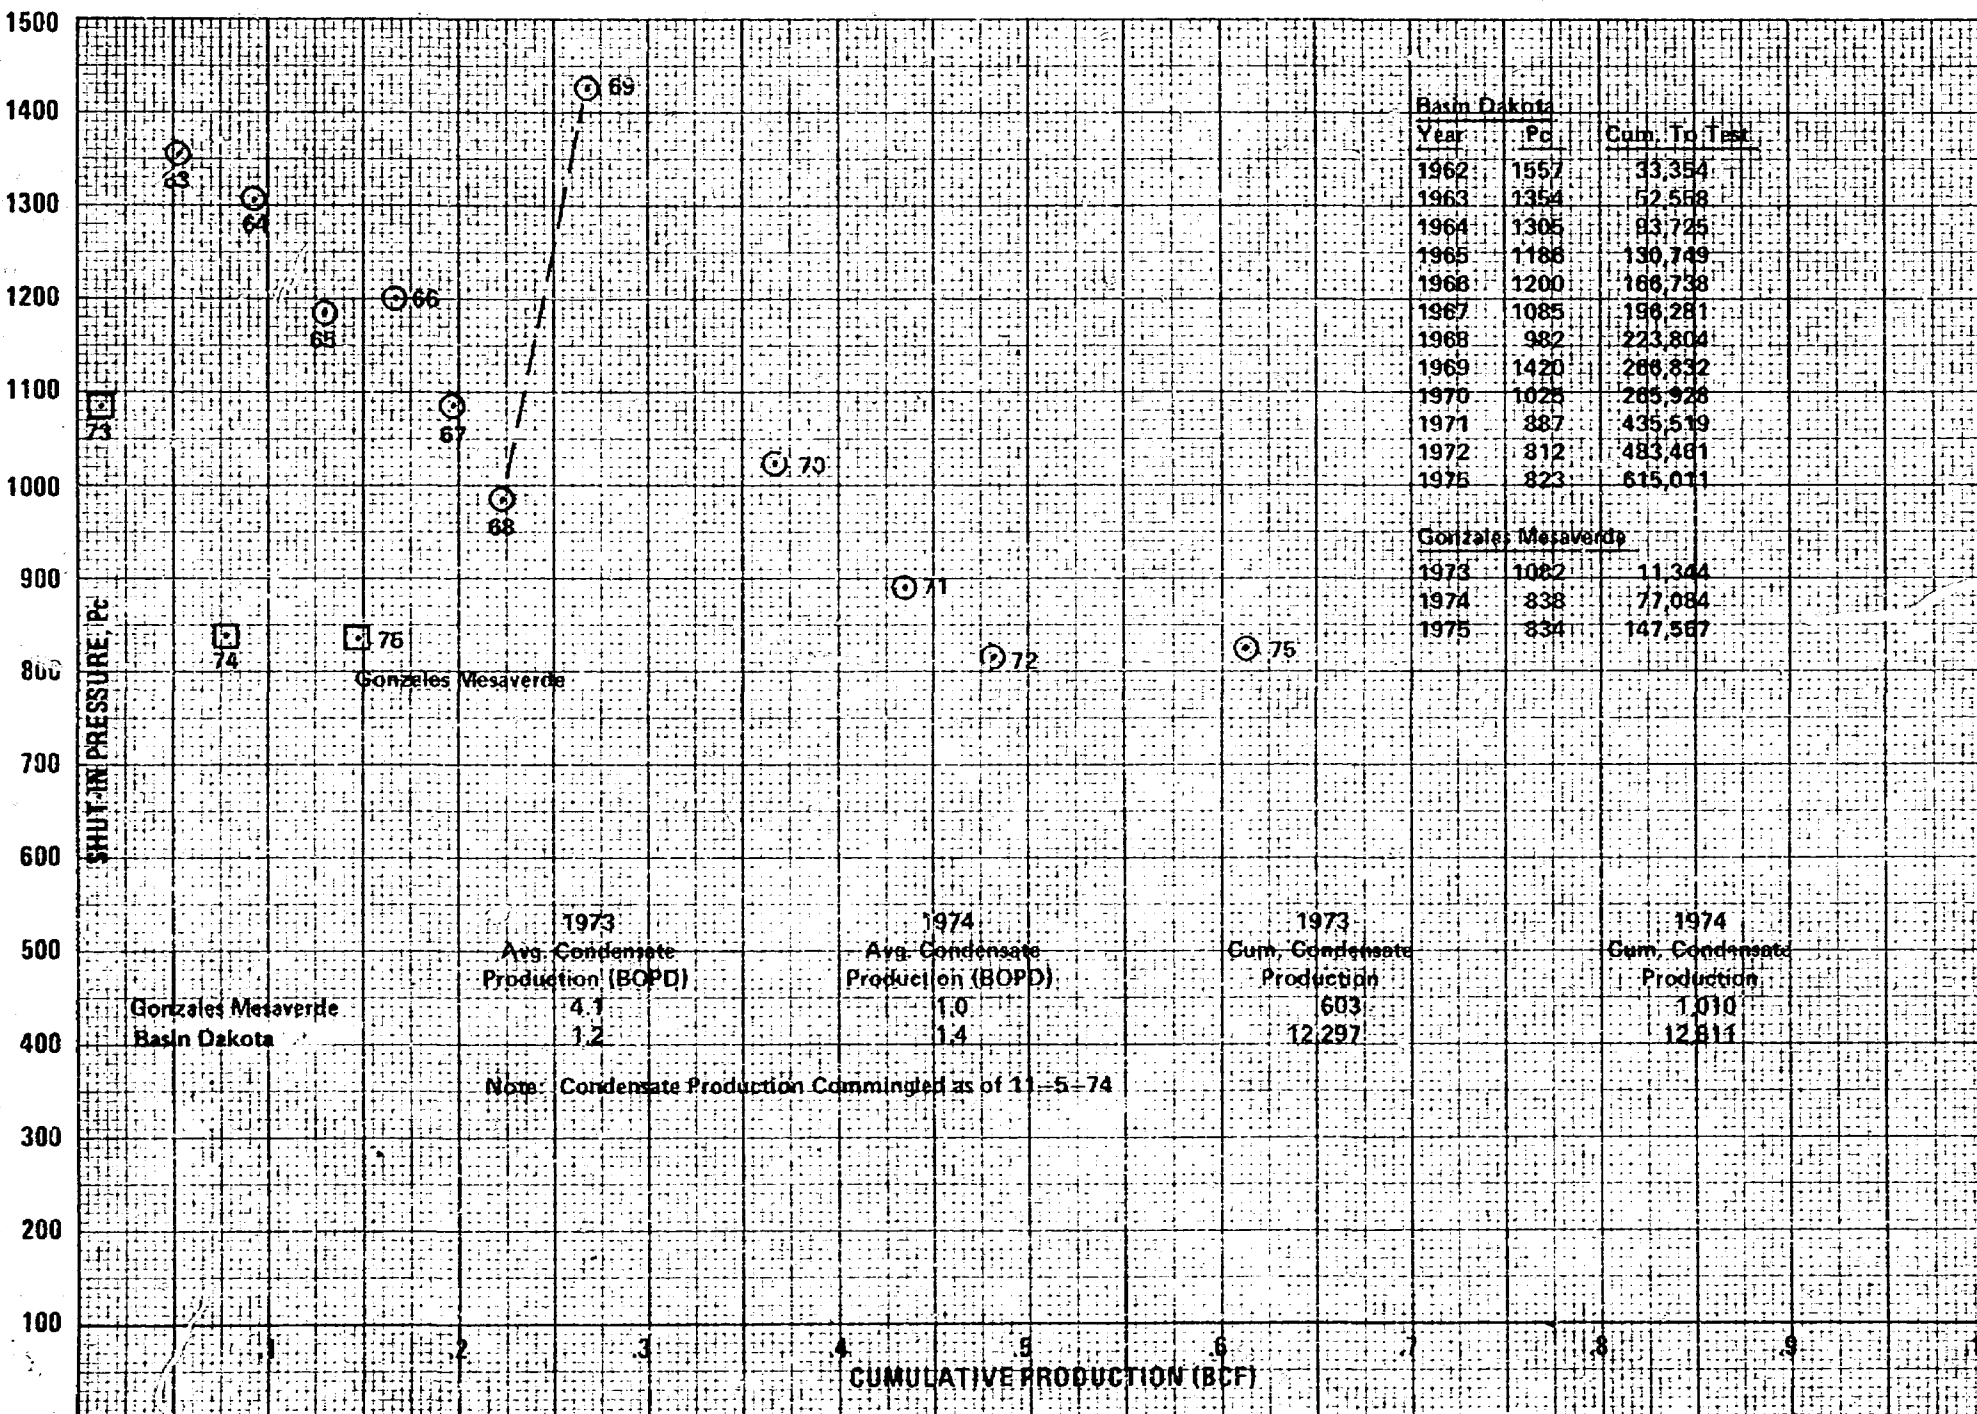 1500
1400
1300
1200
1100
1000
900
800
700
600
500
400
300
200
100
SHUT-IN PRESSURE, Pc
69
63
64
66
65
67
68
73
70
71
72
75
74
75
Gonzales Mesaverde
Basin Dakota
Year Pc Cum. To Test
1962 1557 33,354
1963 1354 52,558
1964 1305 93,725
1965 1188 130,749
1966 1200 166,738
1967 1085 196,281
1968 982 223,804
1969 1420 266,832
1970 1025 265,928
1971 887 435,519
1972 812 483,461
1975 823 615,011
Gonzales Mesaverde
1973 1082 11,344
1974 838 77,084
1975 834 147,567
1973 1974 1973 1974
Avg. Condensate Avg. Condensate Cum. Condensate Cum. Condensate
Production (BOPD) Production (BOPD) Production Production
Gonzales Mesaverde 4.1 1.0 603 1,010
Basin Dakota 1.2 1.4 12,297 12,811
Note: Condensate Production Commingled as of 11-5-74
.1 .2 .3 .4 .5 .6 .7 .8 .9
CUMULATIVE PRODUCTION (BCF)